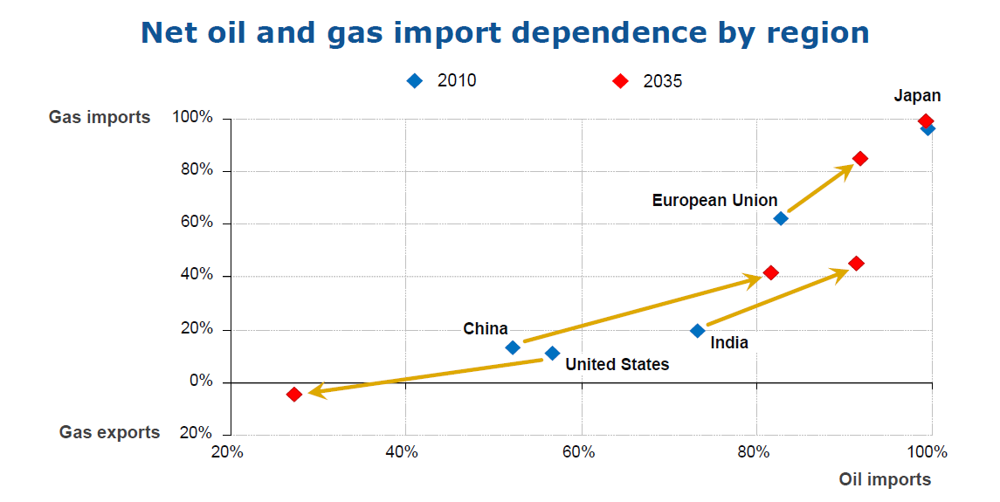 Net oil and gas import dependence by region
2010
2035
Japan
Gas imports 100%
80%
European Union
60%
40%
20%
China
India
United States
0%
Gas exports 20%
20% 40% 60% 80% 100%
Oil imports